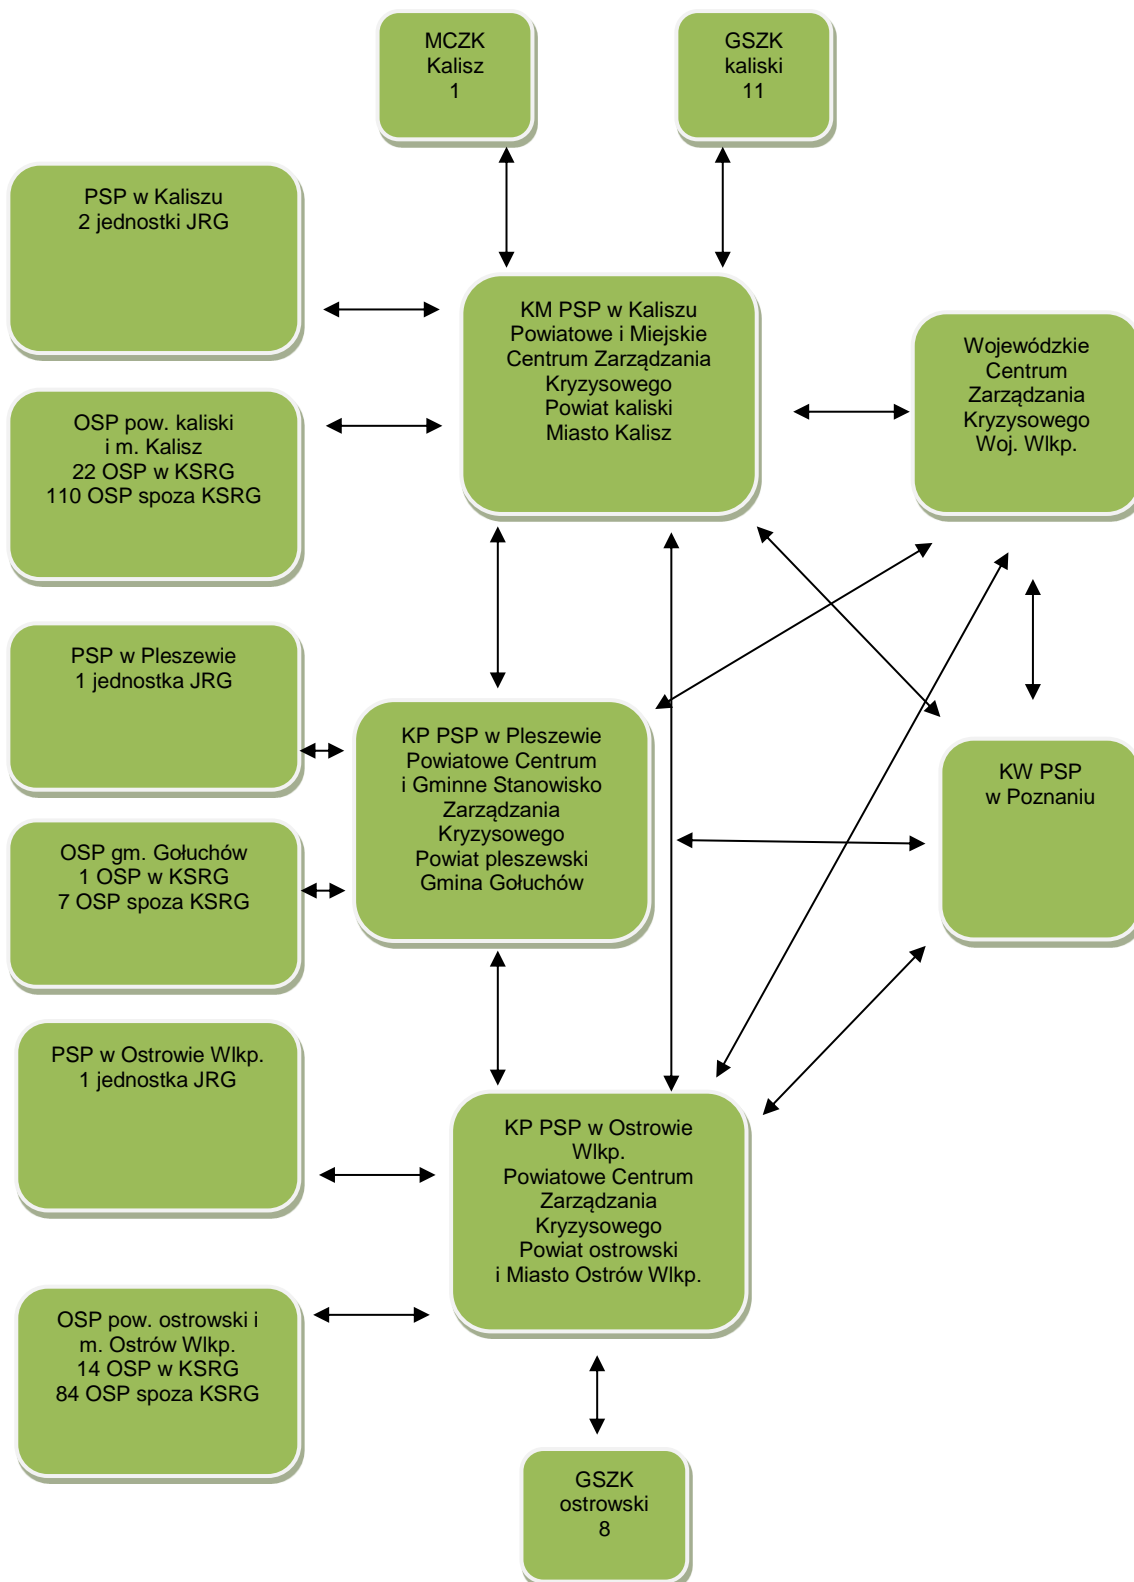 MCZK
Kalisz
1
GSZK
kaliski
11
PSP w Kaliszu
2 jednostki JRG
KM PSP w Kaliszu
Powiatowe i Miejskie
Centrum Zarządzania
Kryzysowego
Powiat kaliski
Miasto Kalisz
Wojewódzkie
Centrum
Zarządzania
Kryzysowego
Woj. Wlkp.
OSP pow. kaliski
i m. Kalisz
22 OSP w KSRG
110 OSP spoza KSRG
PSP w Pleszewie
1 jednostka JRG
KP PSP w Pleszewie
Powiatowe Centrum
i Gminne Stanowisko
Zarządzania
Kryzysowego
Powiat pleszewski
Gmina Gołuchów
KW PSP
w Poznaniu
OSP gm. Gołuchów
1 OSP w KSRG
7 OSP spoza KSRG
PSP w Ostrowie Wlkp.
1 jednostka JRG
KP PSP w Ostrowie
Wlkp.
Powiatowe Centrum
Zarządzania
Kryzysowego
Powiat ostrowski
i Miasto Ostrów Wlkp.
OSP pow. ostrowski i
m. Ostrów Wlkp.
14 OSP w KSRG
84 OSP spoza KSRG
GSZK
ostrowski
8